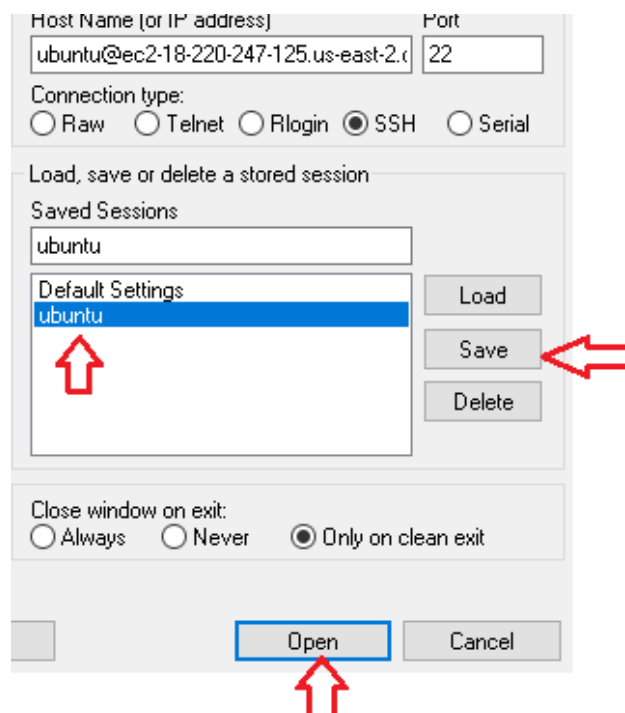 Host Name (or IP address) Port
ubuntu@ec2-18-220-247-125.us-east-2.c 22
Connection type:
Raw Telnet Rlogin SSH Serial
Load, save or delete a stored session
Saved Sessions
ubuntu
Default Settings
Load
ubuntu
Save
Delete
Close window on exit:
Always Never Only on clean exit
Open Cancel